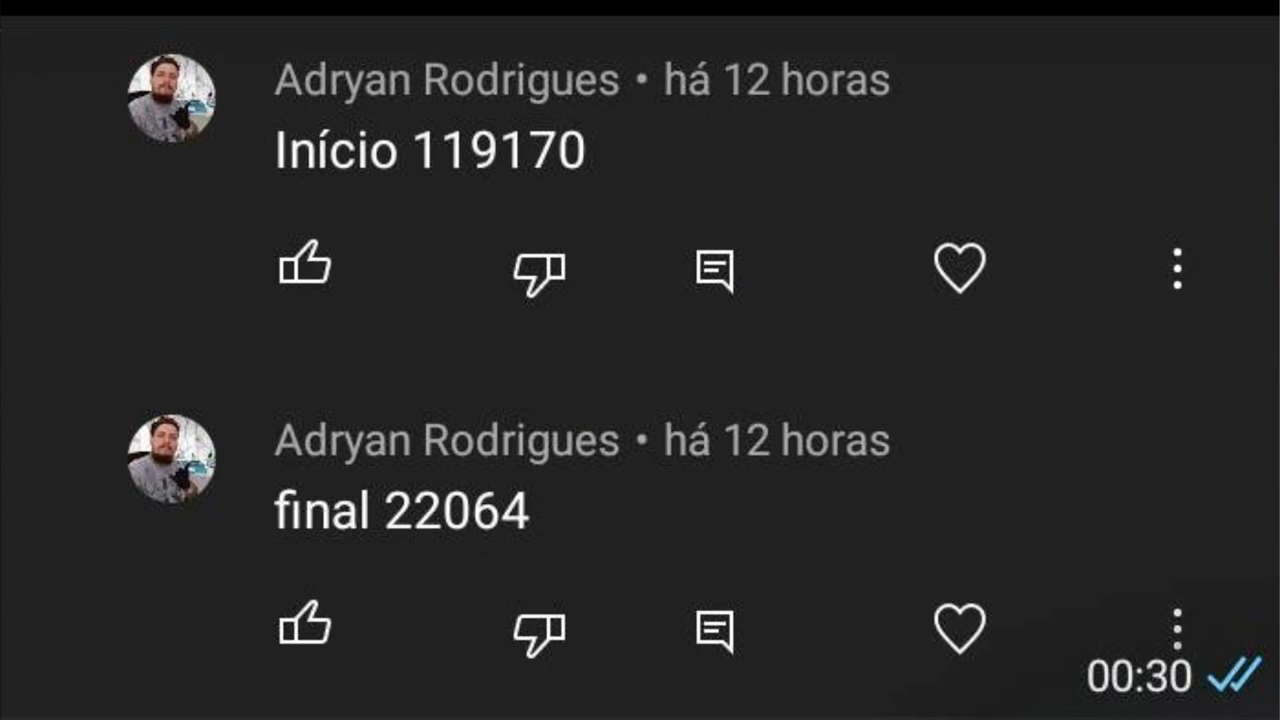 Adryan Rodrigues • há 12 horas
Início 119170
Adryan Rodrigues • há 12 horas
final 22064
00:30